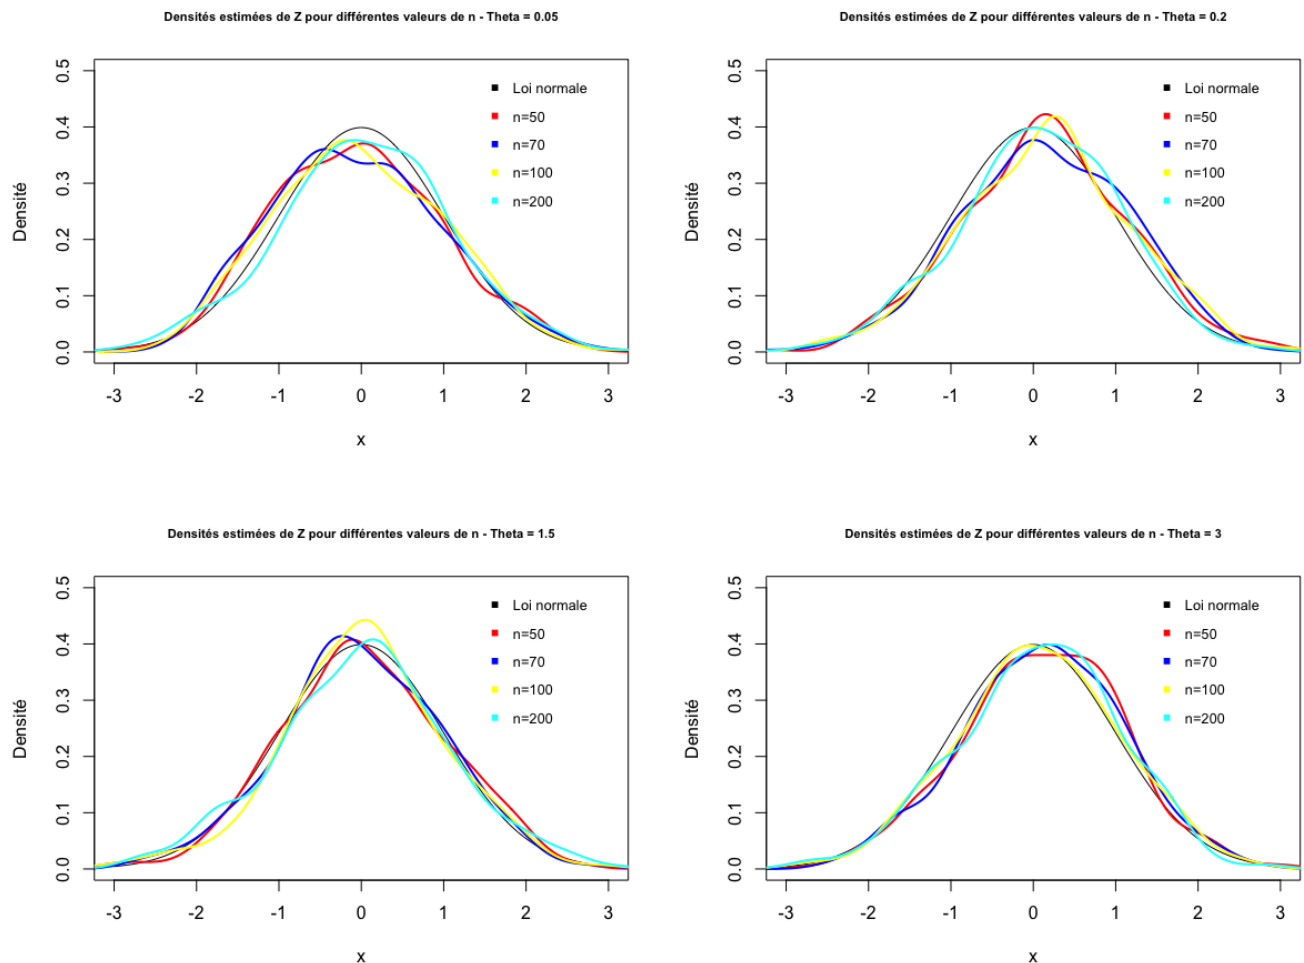 Densités estimées de Z pour différentes valeurs de n - Theta = 0.05
Densité
0.0 0.1 0.2 0.3 0.4 0.5
Loi normale
n=50
n=70
n=100
n=200
-3 -2 -1 0 1 2 3
x
Densités estimées de Z pour différentes valeurs de n - Theta = 0.2
Densité
0.0 0.1 0.2 0.3 0.4 0.5
Loi normale
n=50
n=70
n=100
n=200
-3 -2 -1 0 1 2 3
x
Densités estimées de Z pour différentes valeurs de n - Theta = 1.5
Densité
0.0 0.1 0.2 0.3 0.4 0.5
Loi normale
n=50
n=70
n=100
n=200
-3 -2 -1 0 1 2 3
x
Densités estimées de Z pour différentes valeurs de n - Theta = 3
Densité
0.0 0.1 0.2 0.3 0.4 0.5
Loi normale
n=50
n=70
n=100
n=200
-3 -2 -1 0 1 2 3
x